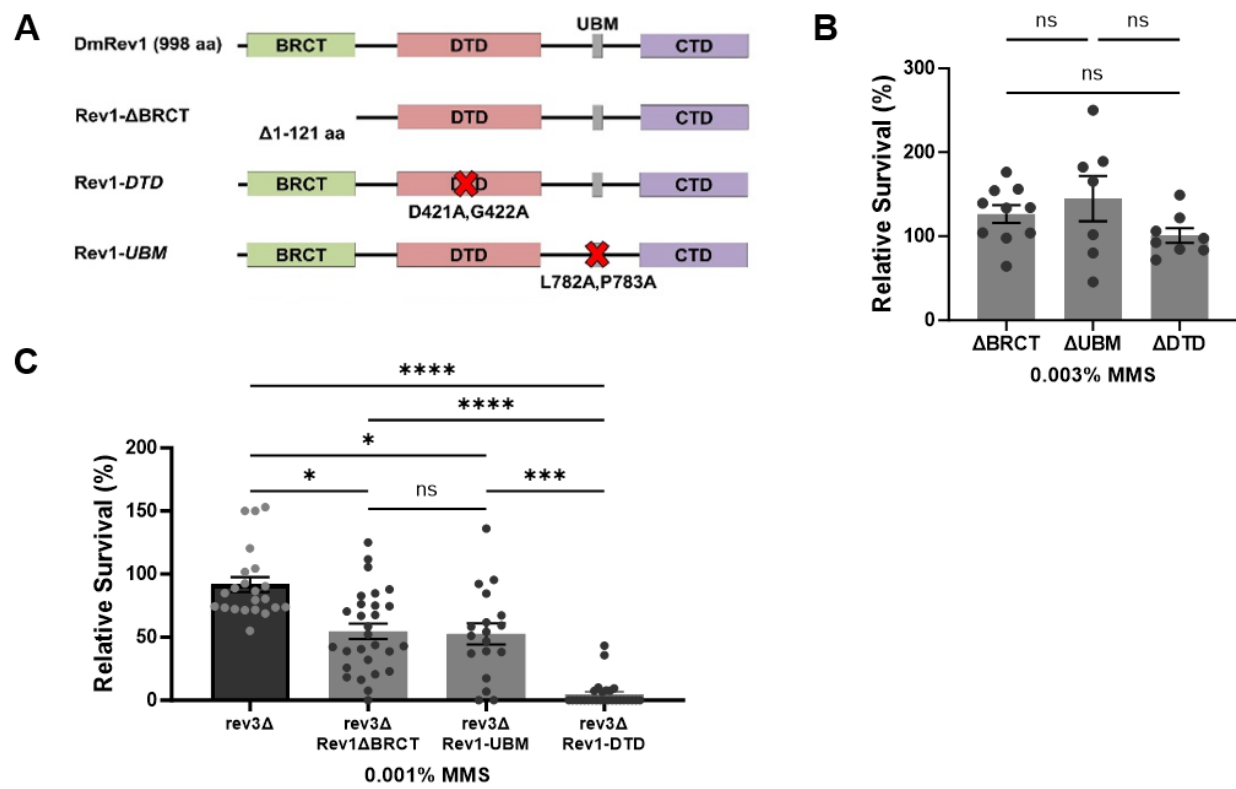 A
UBM
DmRev1 (998 aa)
BRCT
DTD
CTD
Rev1-ΔBRCT
DTD
CTD
Δ1-121 aa
Rev1-DTD
BRCT
CTD
D421A,G422A
Rev1-UBM
BRCT
DTD
CTD
L782A,P783A
B
ns
ns
ns
Relative Survival (%)
300
200
100
0
ΔBRCT
ΔUBM
ΔDTD
0.003% MMS
C
****
****
*
*
ns
***
Relative Survival (%)
200
150
100
50
0
rev3Δ
rev3Δ
Rev1ΔBRCT
rev3Δ
Rev1-UBM
rev3Δ
Rev1-DTD
0.001% MMS